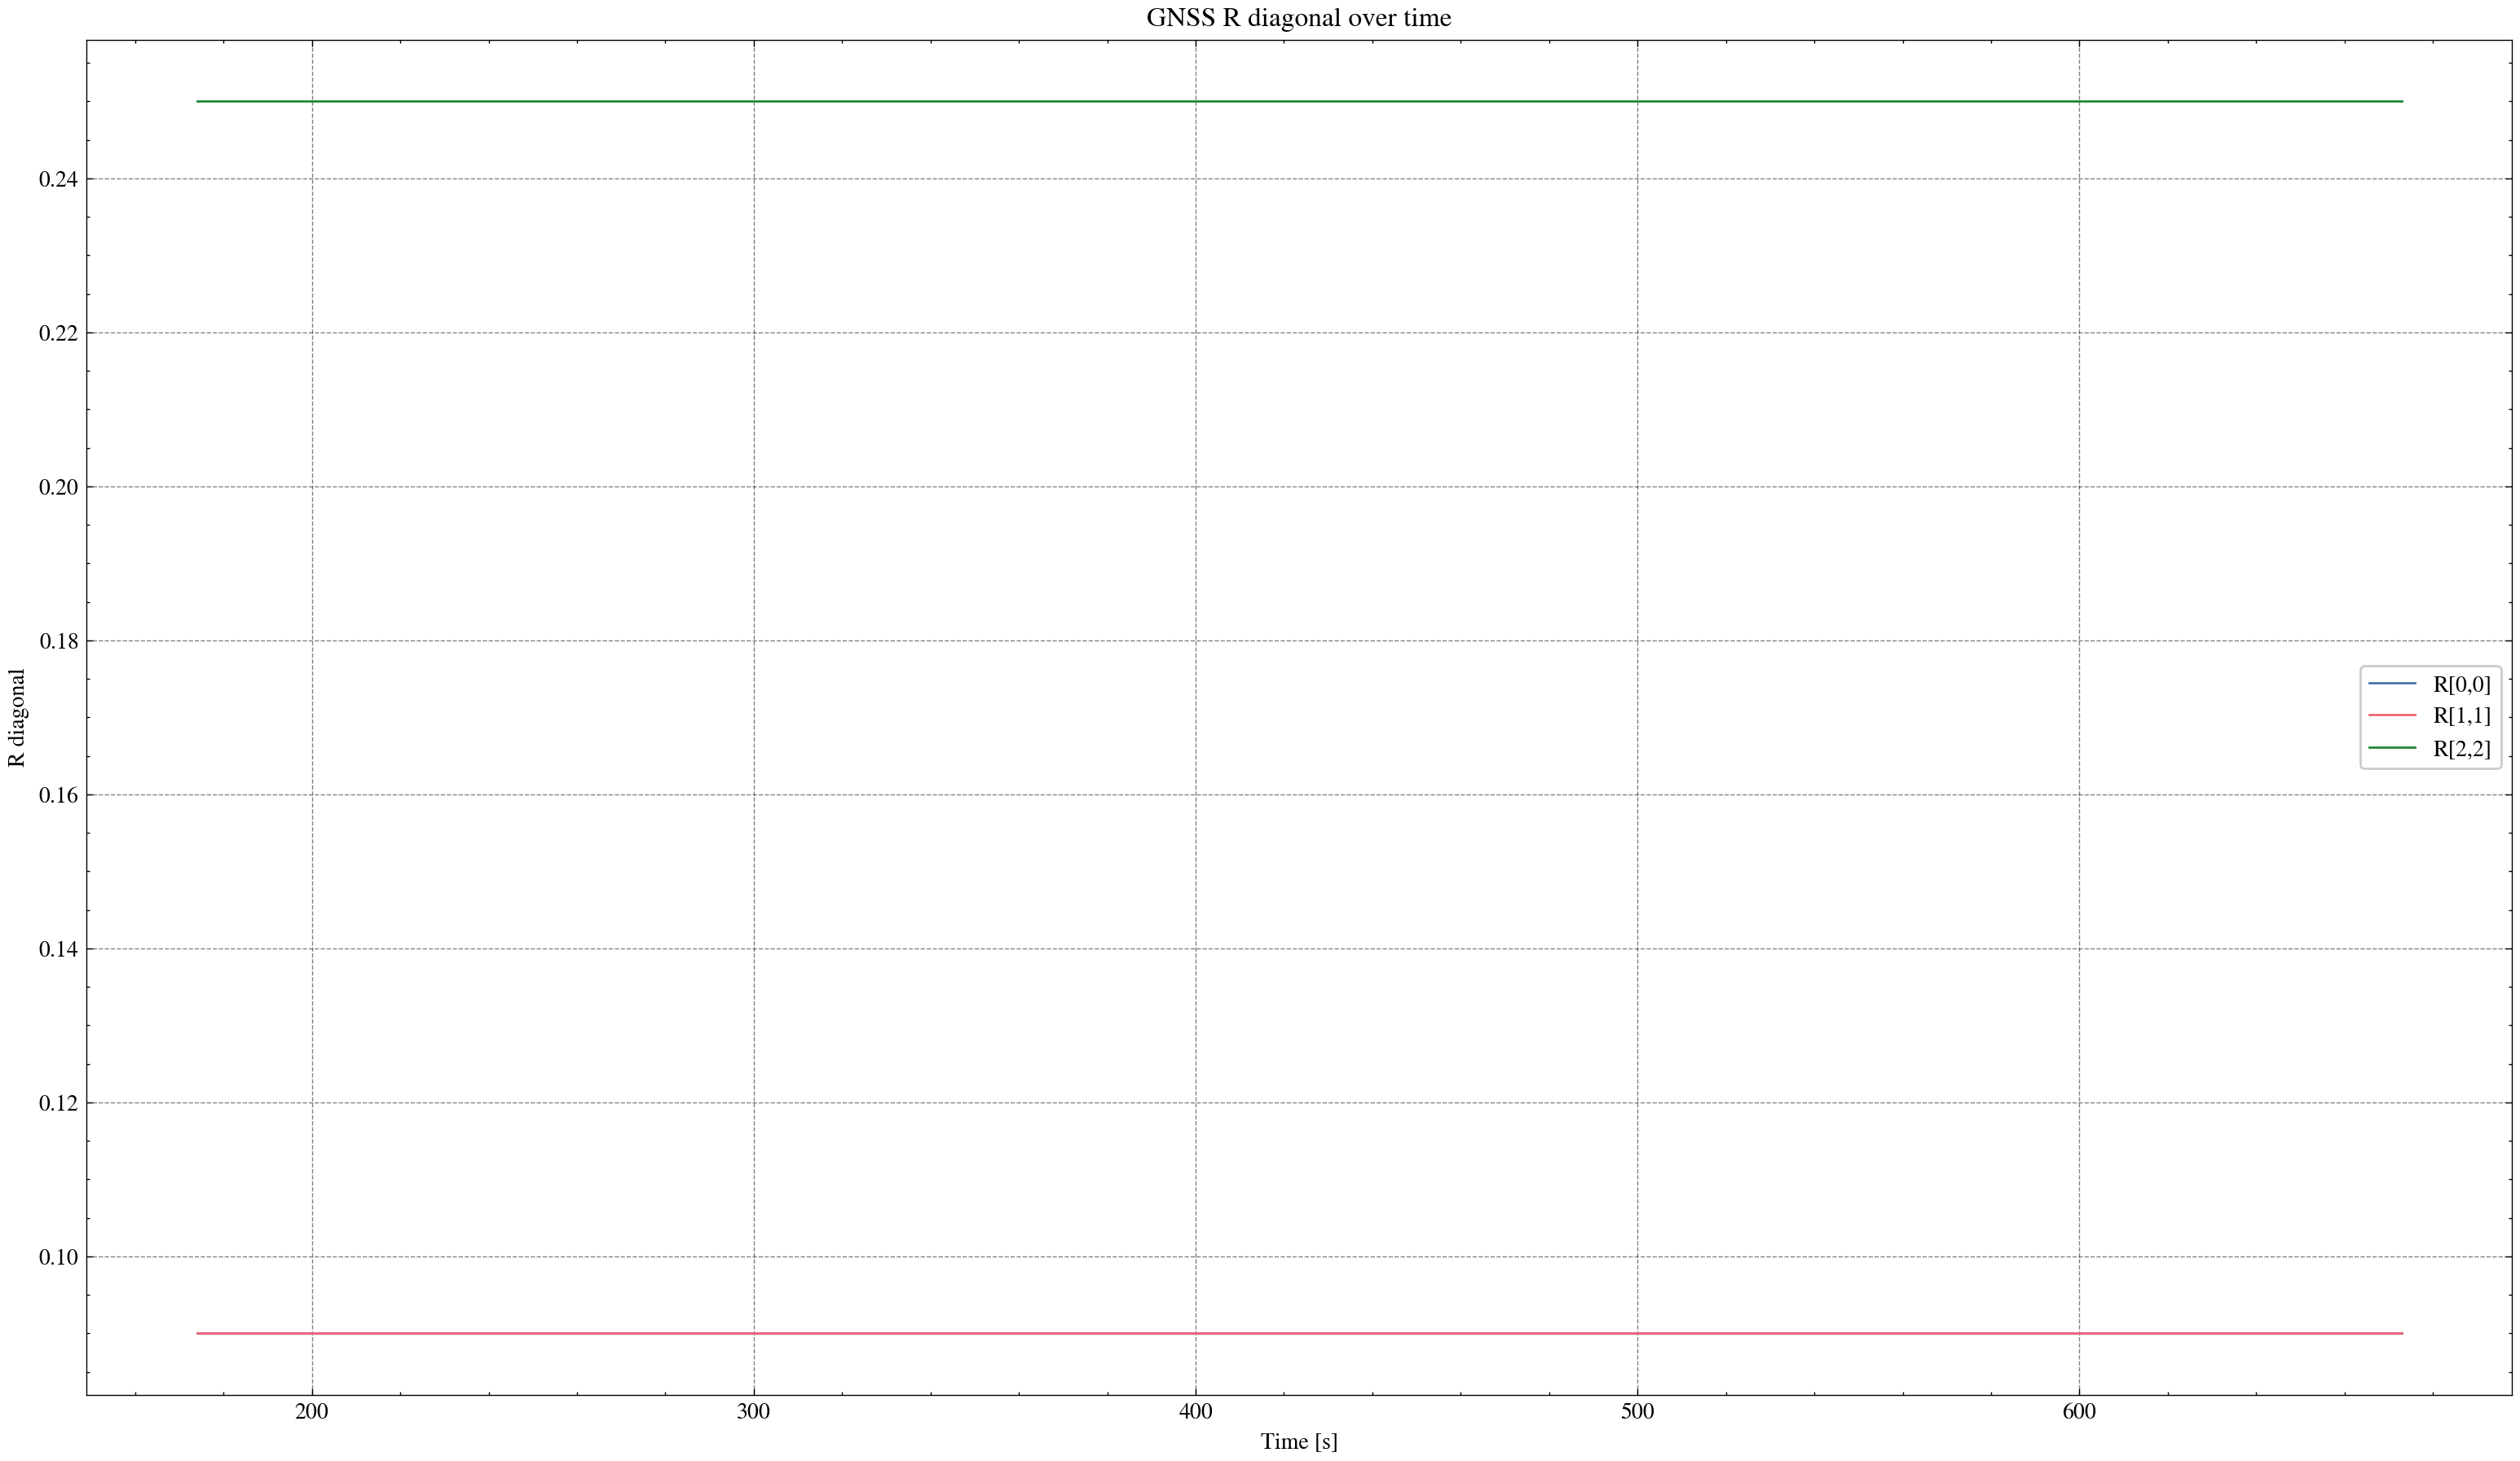 GNSS R diagonal over time
0.24
0.22
0.20
0.18
0.16
0.14
0.12
0.10
R diagonal
R[0,0]
R[1,1]
R[2,2]
200 300 400 500 600
Time [s]